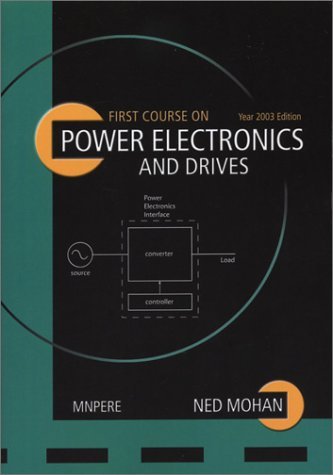 FIRST COURSE ON
Year 2003 Edition
POWER ELECTRONICS
AND DRIVES
Power
Electronics
Interface
source
converter
Load
controller
MNPERE
NED MOHAN